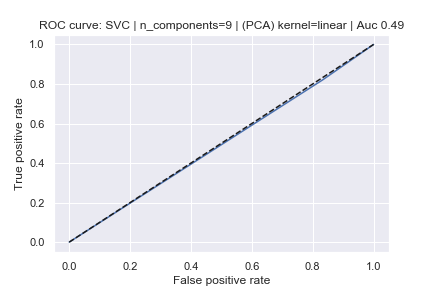 ROC curve: SVC | n_components=9 | (PCA) kernel=linear | Auc 0.49
1.0
0.8
0.6
0.4
0.2
0.0
True positive rate
0.0 0.2 0.4 0.6 0.8 1.0
False positive rate